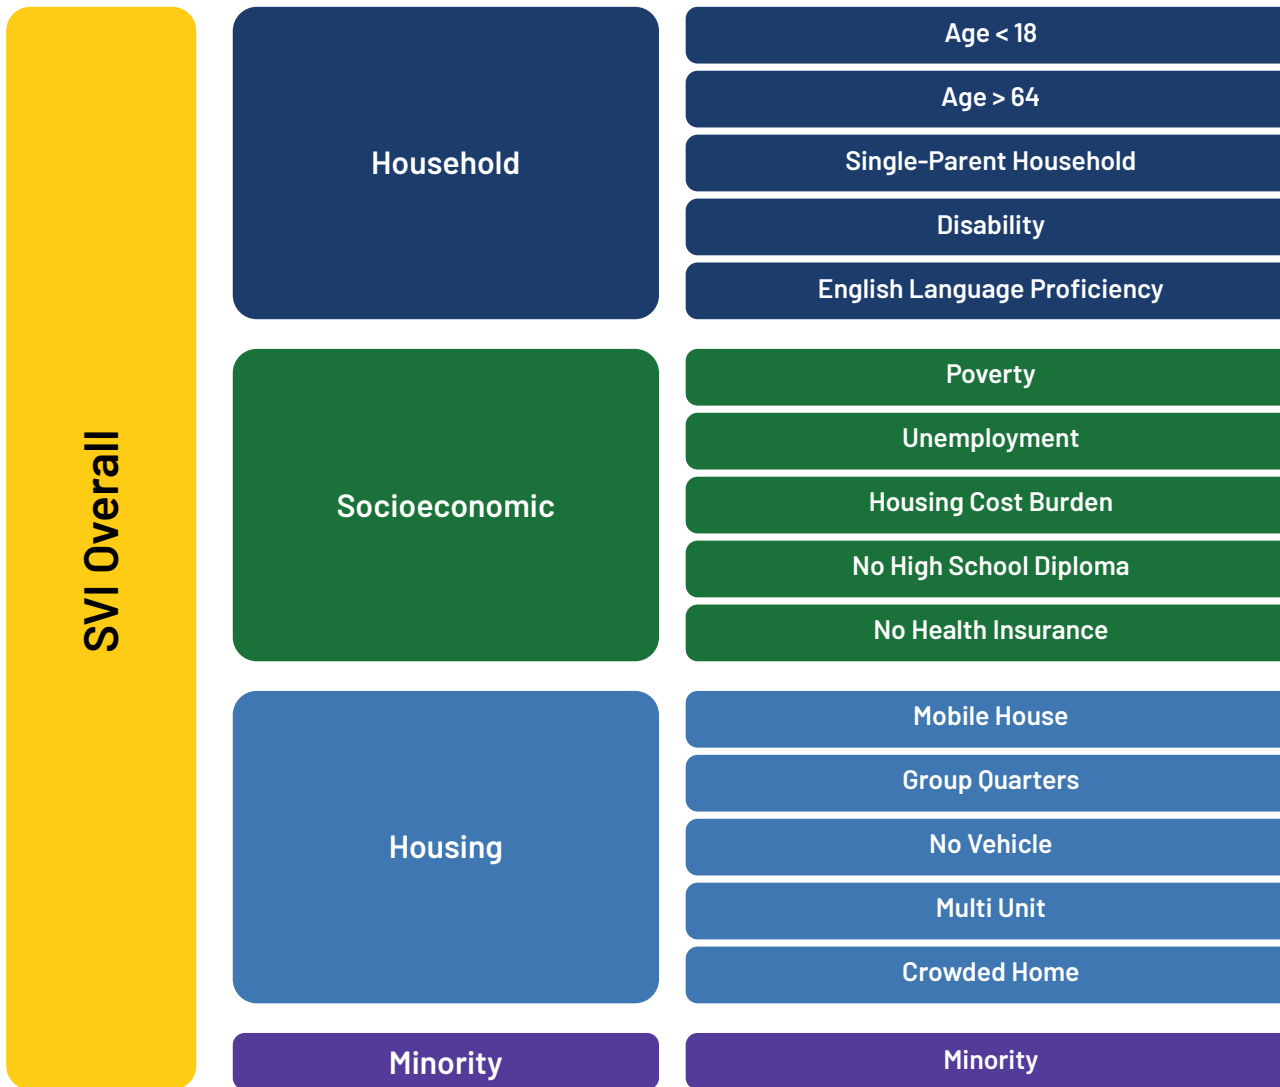 SVI Overall
Household
Age < 18
Age > 64
Single-Parent Household
Disability
English Language Proficiency
Socioeconomic
Poverty
Unemployment
Housing Cost Burden
No High School Diploma
No Health Insurance
Housing
Mobile House
Group Quarters
No Vehicle
Multi Unit
Crowded Home
Minority
Minority